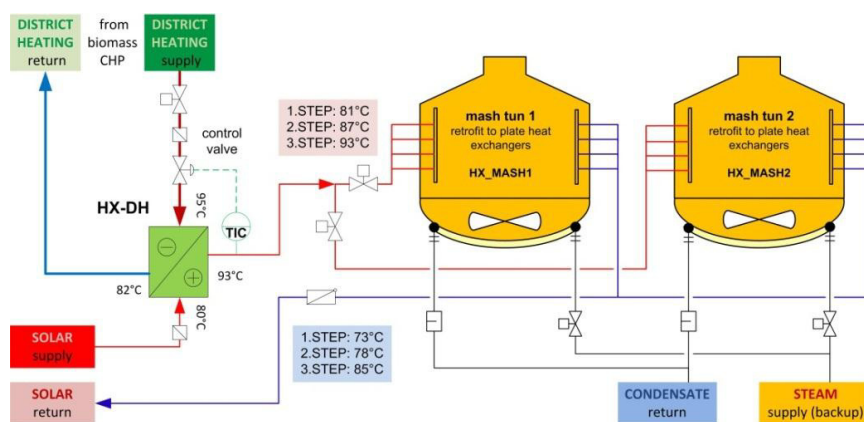 DISTRICT
HEATING
return
from
biomass
CHP
DISTRICT
HEATING
supply
control
valve
HX-DH
95°C
TIC
82°C
93°C
80°C
SOLAR
supply
SOLAR
return
1.STEP: 81°C
2.STEP: 87°C
3.STEP: 93°C
mash tun 1
retrofit to plate heat
exchangers
HX_MASH1
mash tun 2
retrofit to plate heat
exchangers
HX_MASH2
1.STEP: 73°C
2.STEP: 78°C
3.STEP: 85°C
CONDENSATE
return
STEAM
supply (backup)